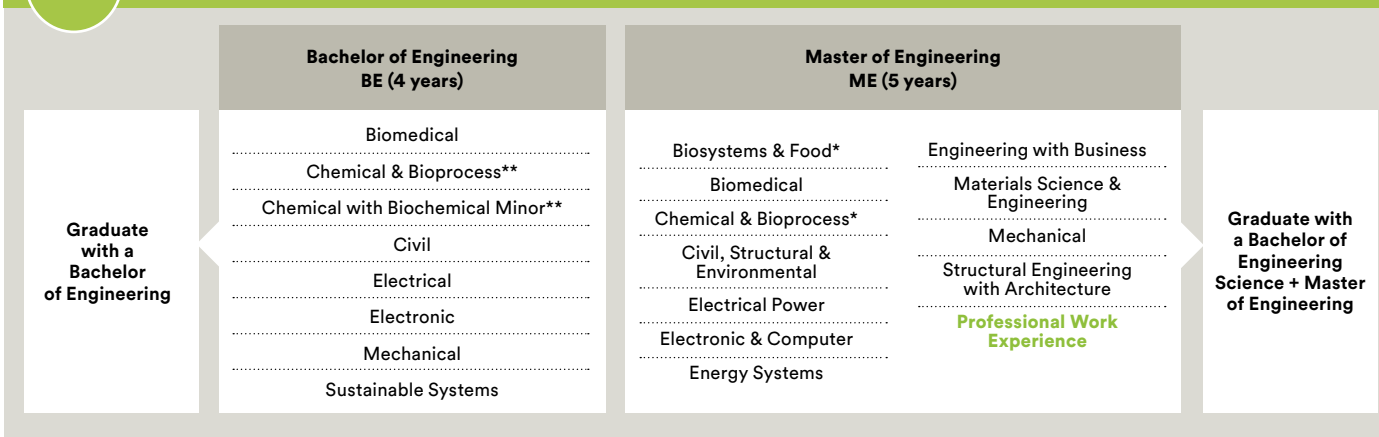 Bachelor of Engineering
BE (4 years)
Master of Engineering
ME (5 years)
Graduate
with a
Bachelor
of Engineering
Biomedical
Chemical & Bioprocess**
Chemical with Biochemical Minor**
Civil
Electrical
Electronic
Mechanical
Sustainable Systems
Biosystems & Food*
Biomedical
Chemical & Bioprocess*
Civil, Structural &
Environmental
Electrical Power
Electronic & Computer
Energy Systems
Engineering with Business
Materials Science &
Engineering
Mechanical
Structural Engineering
with Architecture
Professional Work
Experience
Graduate with
a Bachelor of
Engineering
Science + Master
of Engineering